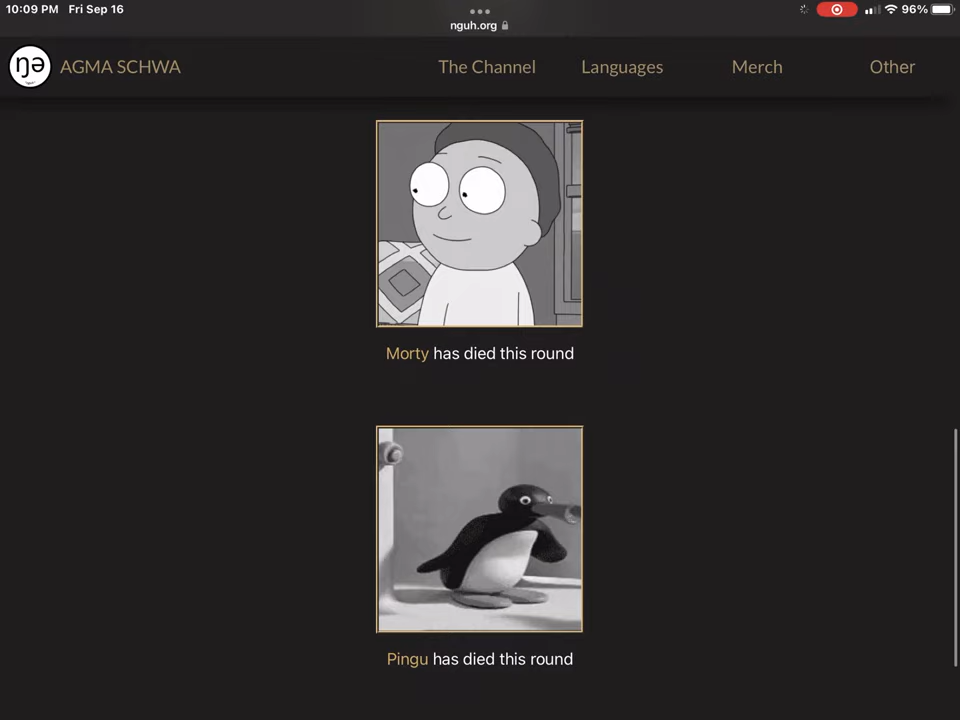 10:09 PM Fri Sep 16
96%
nguh.org
ŋə
AGMA SCHWA
The Channel
Languages
Merch
Other
Morty has died this round
Pingu has died this round